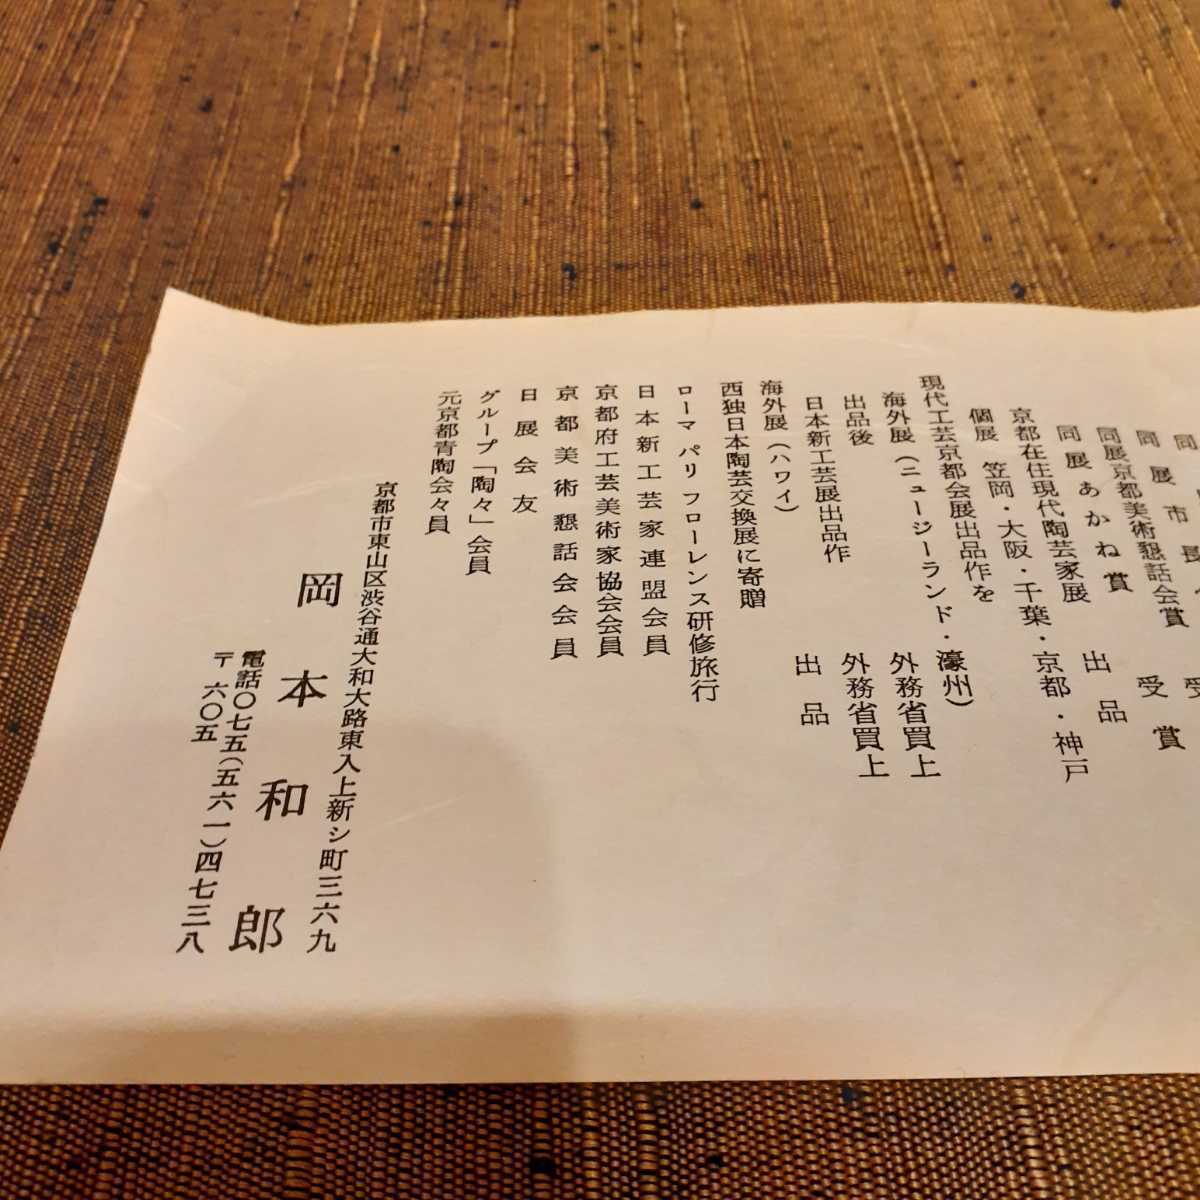 同
同展市長
同展京都美術懇話会賞 受賞
同展あかね賞 受賞
京都在住現代陶芸家展 出品
個展 笠岡・大阪・千葉・京都・神戸
現代工芸京都会展出品作を
海外展（ニュージーランド・濠州） 外務省買上
出品後 外務省買上
日本新工芸展出品作
海外展（ハワイ） 出品
西独日本陶芸交換展に寄贈
ローマ パリ フローレンス研修旅行
日本新工芸家連盟会員
京都府工芸美術家協会会員
京都美術懇話会会員
日展会友
グループ「陶々」会員
元京都青陶会々員
京都市東山区渋谷通大和大路東入上新シ町三六九
岡本和郎
電話〇七五（五六一）四七三八
〒六〇五